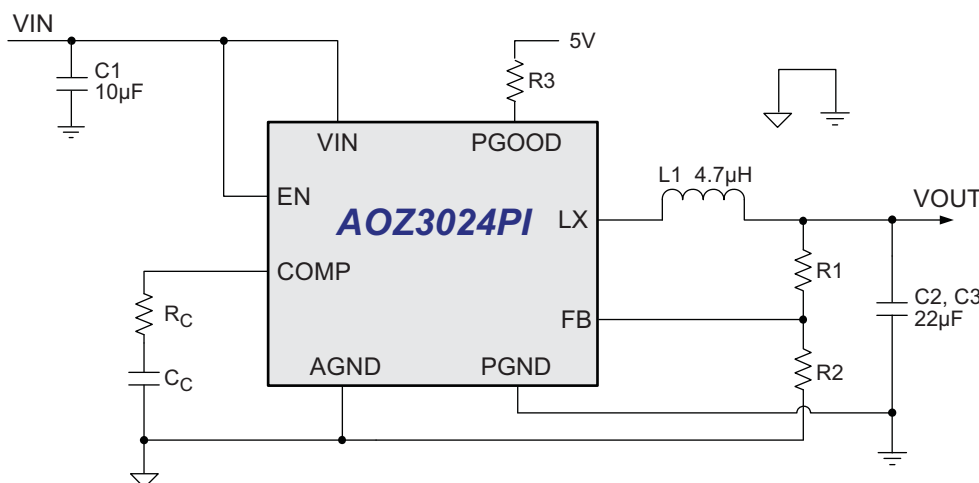 VIN
C1
10µF
5V
R3
VIN
PGOOD
EN
AOZ3024PI
LX
L1 4.7µH
VOUT
COMP
R1
RC
FB
C2, C3
22µF
CC
AGND
PGND
R2